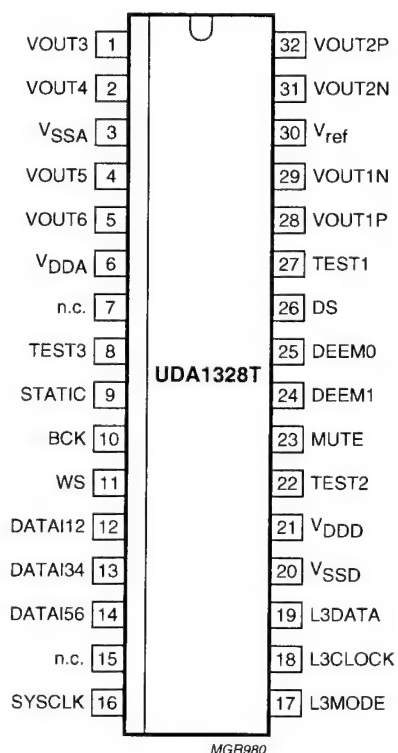 VOUT3 1
VOUT4 2
VSSA 3
VOUT5 4
VOUT6 5
VDDA 6
n.c. 7
TEST3 8
STATIC 9
BCK 10
WS 11
DATAI12 12
DATAI34 13
DATAI56 14
n.c. 15
SYSCLK 16
UDA1328T
32 VOUT2P
31 VOUT2N
30 Vref
29 VOUT1N
28 VOUT1P
27 TEST1
26 DS
25 DEEM0
24 DEEM1
23 MUTE
22 TEST2
21 VDDD
20 VSSD
19 L3DATA
18 L3CLOCK
17 L3MODE
MGR980